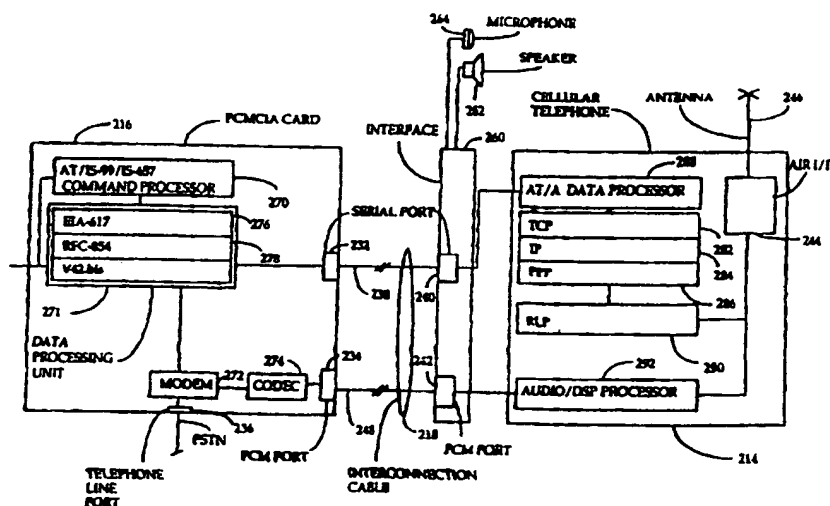 264
MICROPHONE
SPEAKER
262
CELLULAR
TELEPHONE
ANTENNA
246
216
PCMCIA CARD
INTERFACE
260
288
AIR I/F
AT/IS-99/IS-657
COMMAND PROCESSOR
270
AT/A DATA PROCESSOR
EIA-617
276
SERIAL PORT
TCP
282
RFC-854
278
232
IP
284
244
V.42 bis
PPP
271
238
240
286
DATA
PROCESSING
UNIT
RLP
274
234
242
292
290
MODEM
272
CODEC
AUDIO/DSP PROCESSOR
236
248
218
PCM PORT
PSTN
PCM PORT
214
TELEPHONE
LINE
PORT
INTERCONNECTION
CABLE